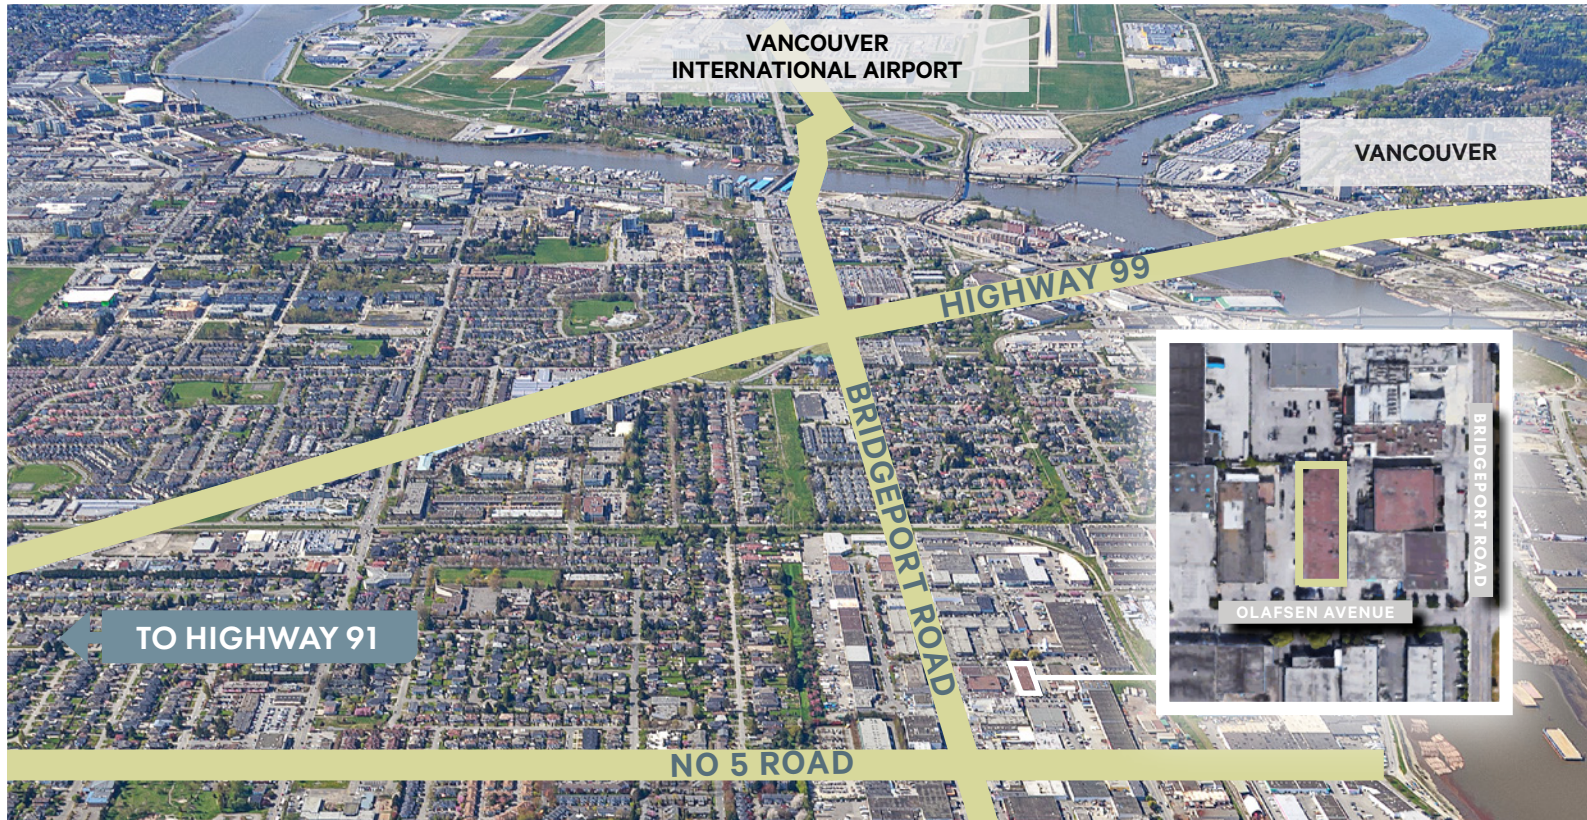 VANCOUVER
INTERNATIONAL AIRPORT
VANCOUVER
HIGHWAY 99
BRIDGEPORT ROAD
BRIDGEPORT ROAD
OLAFSEN AVENUE
TO HIGHWAY 91
NO 5 ROAD